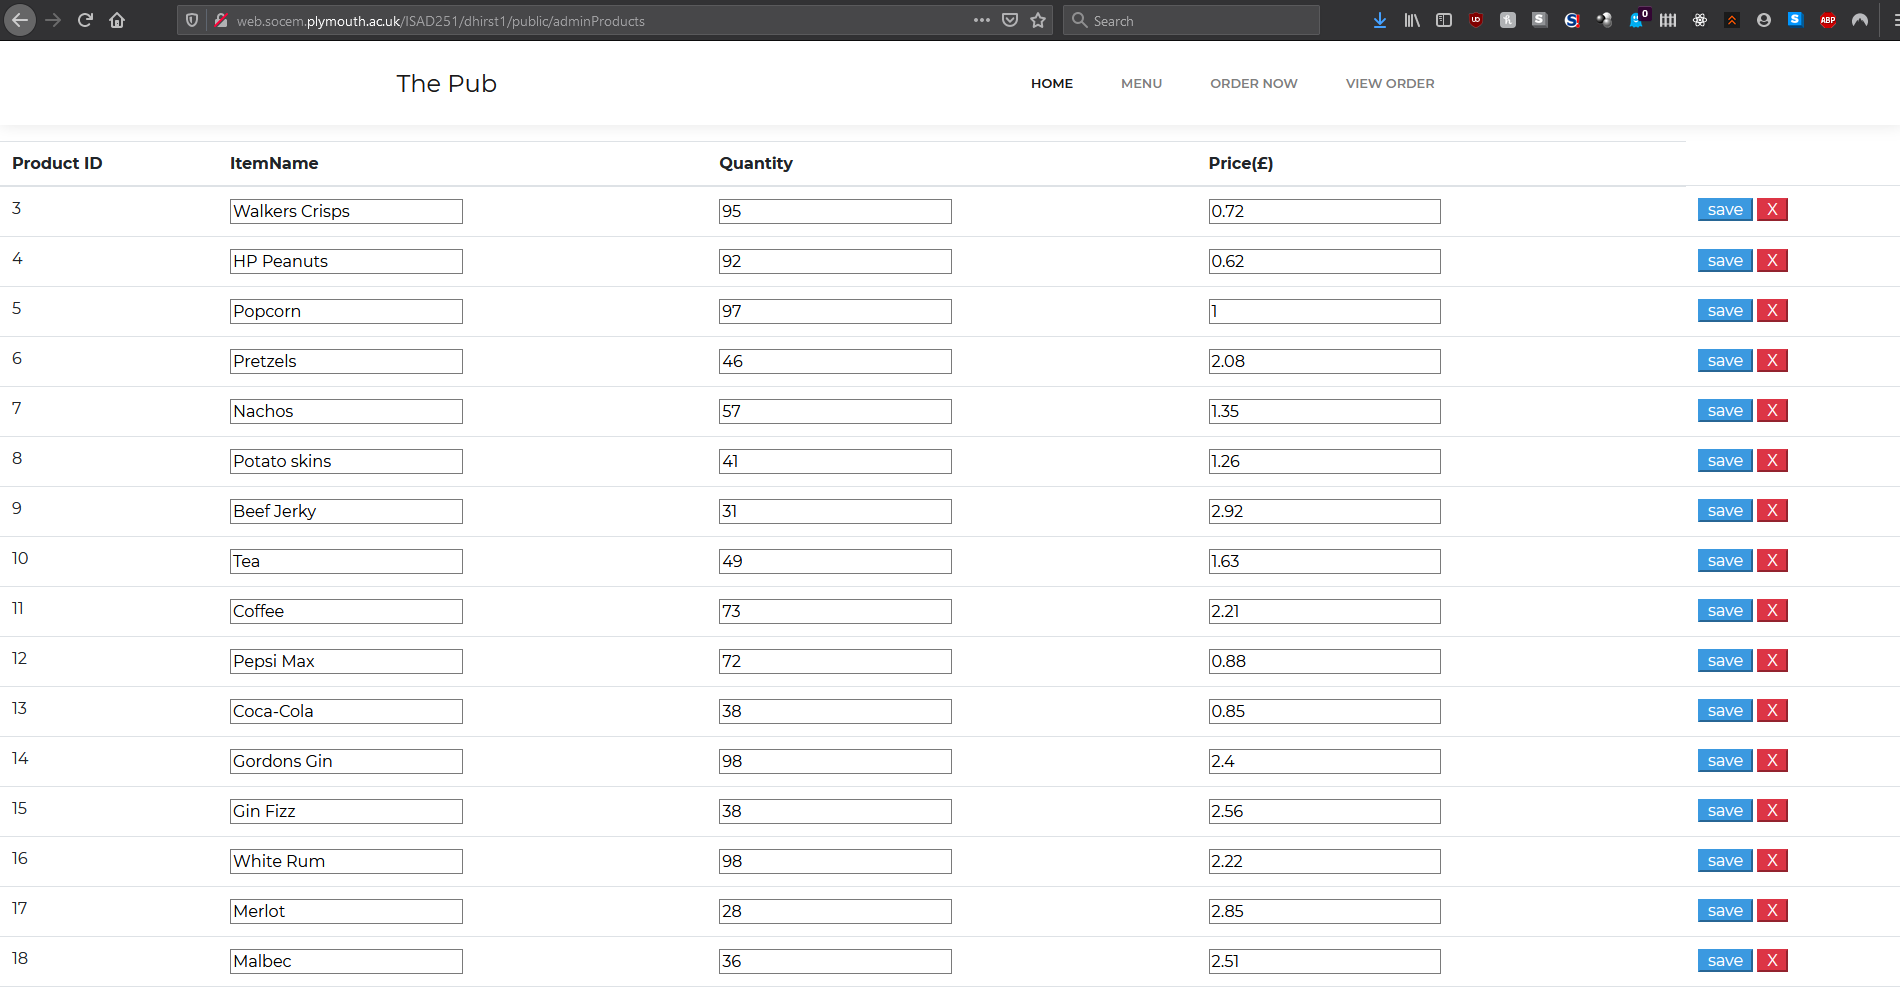 web.socem.plymouth.ac.uk/ISAD251/dhirst1/public/adminProducts
Search
0
ABP
The Pub
HOME MENU ORDER NOW VIEW ORDER
Product ID ItemName Quantity Price(£)
3 Walkers Crisps 95 0.72 save X
4 HP Peanuts 92 0.62 save X
5 Popcorn 97 1 save X
6 Pretzels 46 2.08 save X
7 Nachos 57 1.35 save X
8 Potato skins 41 1.26 save X
9 Beef Jerky 31 2.92 save X
10 Tea 49 1.63 save X
11 Coffee 73 2.21 save X
12 Pepsi Max 72 0.88 save X
13 Coca-Cola 38 0.85 save X
14 Gordons Gin 98 2.4 save X
15 Gin Fizz 38 2.56 save X
16 White Rum 98 2.22 save X
17 Merlot 28 2.85 save X
18 Malbec 36 2.51 save X